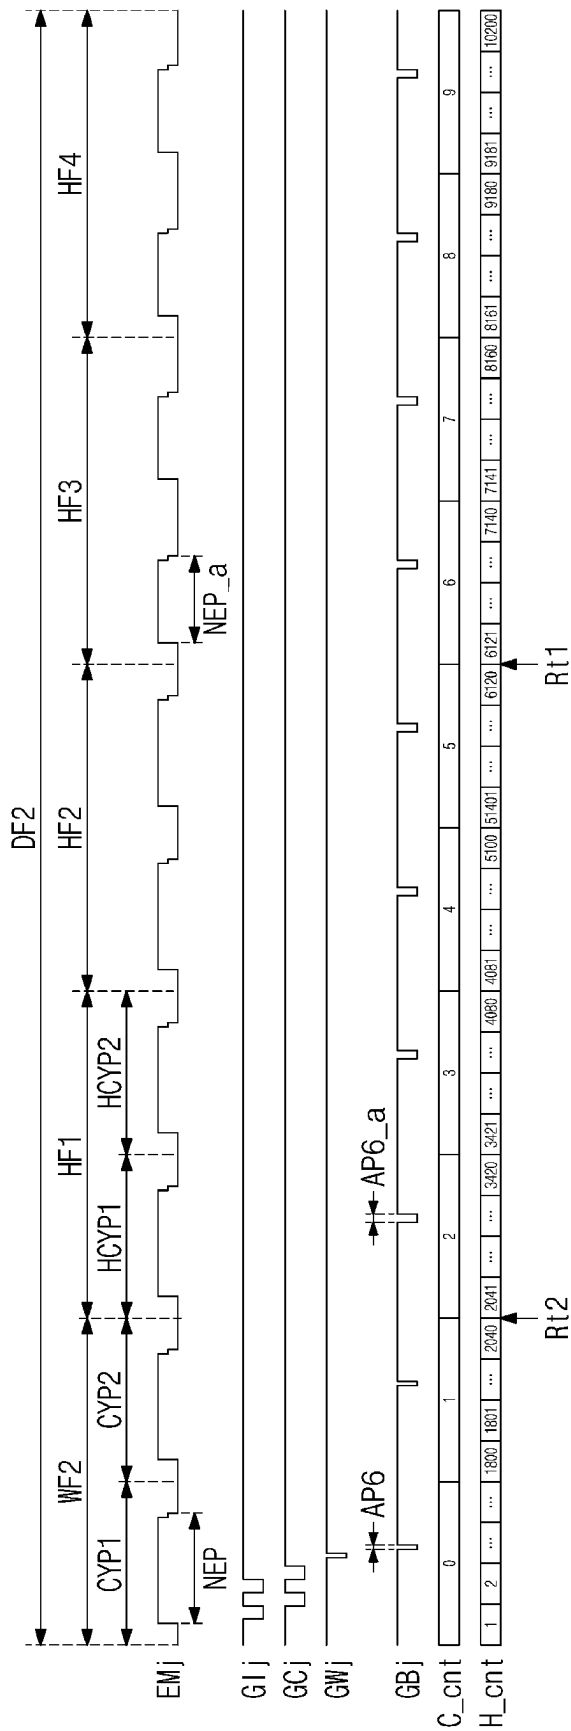 DF2
WF2 HF1 HF2 HF3 HF4
CYP1 CYP2 HCYP1 HCYP2
EMj
NEP NEP_a
GIj
GCj
GWj
AP6 AP6_a
GBj
C_cnt 0 1 2 3 4 5 6 7 8 9
H_cnt 1 2 ... ... 1800 1801 ... 2040 2041 ... ... 3420 3421 ... ... 4080 4081 ... ... 5100 51401 ... ... 6120 6121 ... ... 7140 7141 ... ... 8160 8161 ... ... 9180 9181 ... ... 10200
Rt2 Rt1